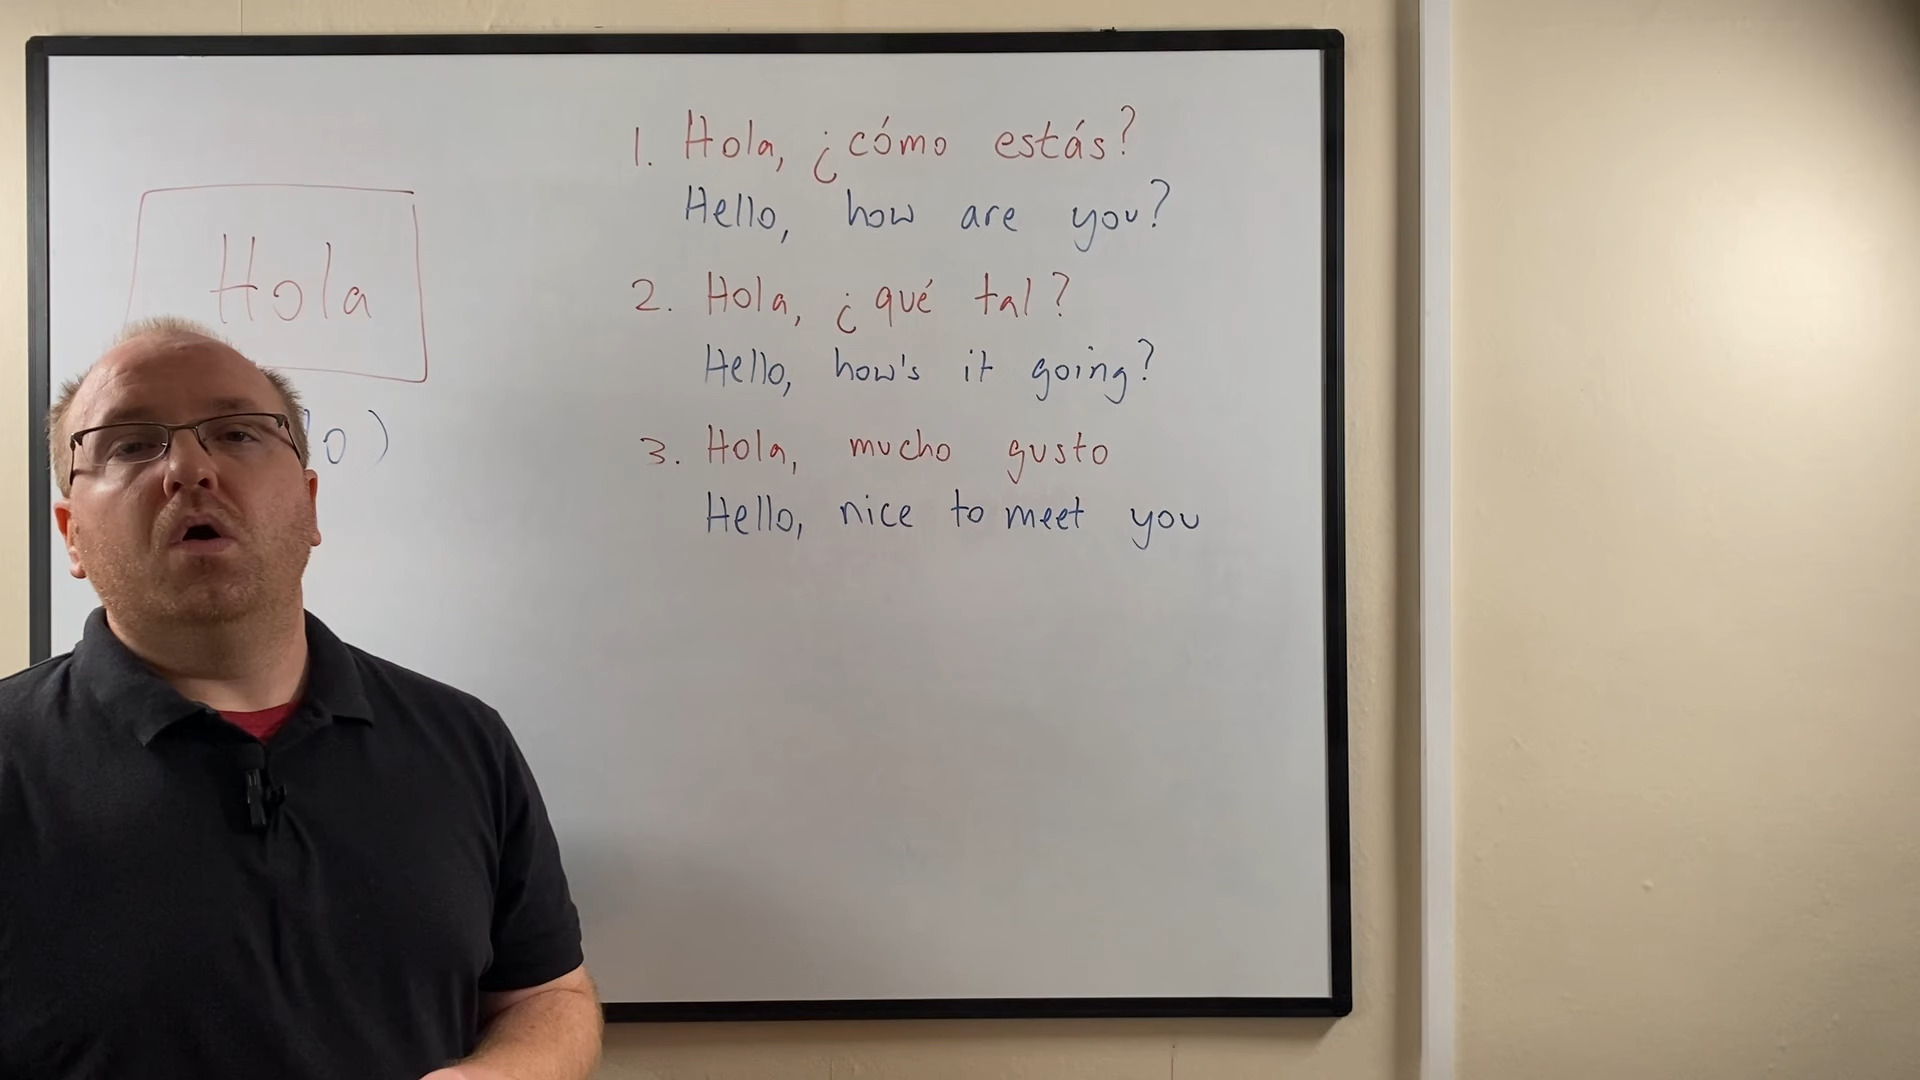 Hola
1. Hola, ¿cómo estás?
Hello, how are you?
2. Hola, ¿qué tal?
Hello, how's it going?
3. Hola, mucho gusto
Hello, nice to meet you